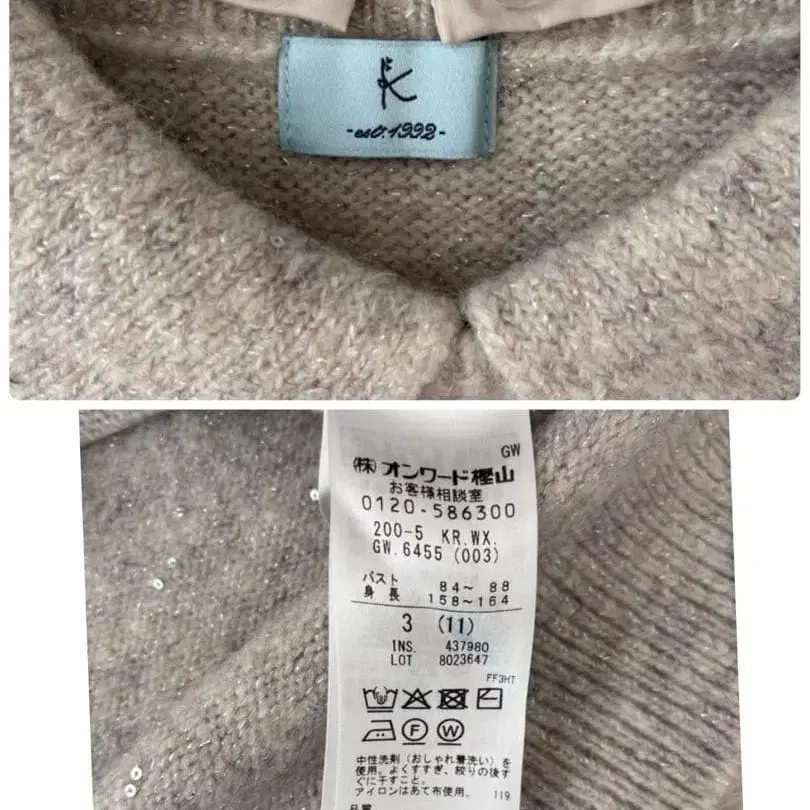 K
-est.1992-
GW
(株)オンワード樫山
お客様相談室
0120-586300
200-5 KR.WX.
GW.6455 (003)
バスト 84～ 88
身 長 158～164
3 (11)
INS. 437980
LOT 8023647
FF3HT
F W
中性洗剤(おしゃれ着洗い)を
使用。よくすすぎ、絞りの後す
ぐに干すこと。
アイロンはあて布使用。 119
品質